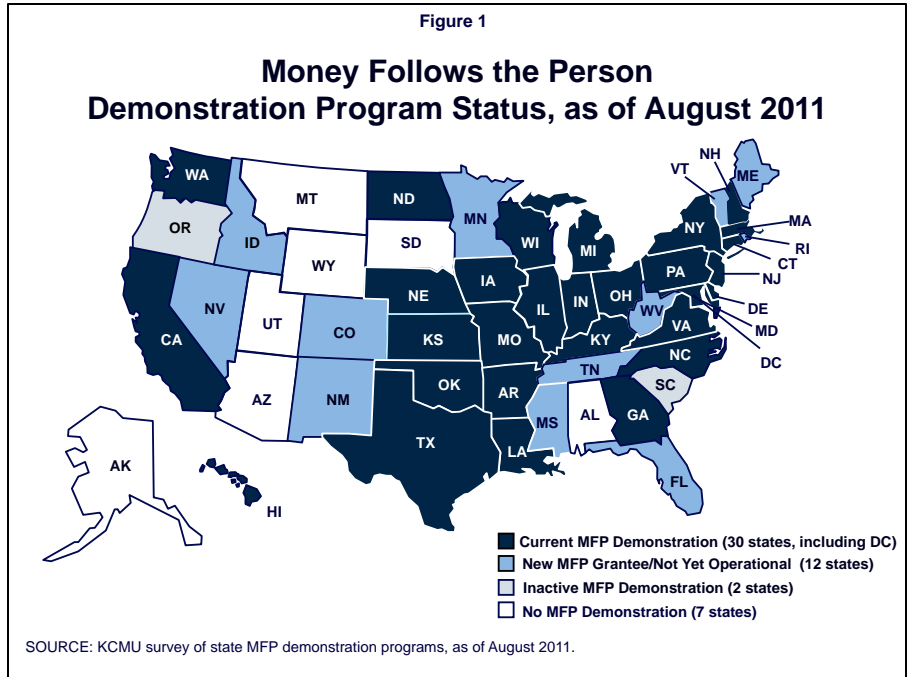 Figure 1
Money Follows the Person
Demonstration Program Status, as of August 2011
NH
WA
VT
ME
MT
ND
MN
MA
OR
ID
SD
WI
NY
RI
MI
WY
CT
IA
PA
NJ
NE
NV
OH
IL
IN
DE
UT
CO
WV
CA
VA
MD
KS
MO
KY
DC
NC
TN
OK
AZ
NM
AR
SC
MS
AL
GA
TX
LA
AK
FL
HI
Current MFP Demonstration (30 states, including DC)
New MFP Grantee/Not Yet Operational (12 states)
Inactive MFP Demonstration (2 states)
No MFP Demonstration (7 states)
SOURCE: KCMU survey of state MFP demonstration programs, as of August 2011.